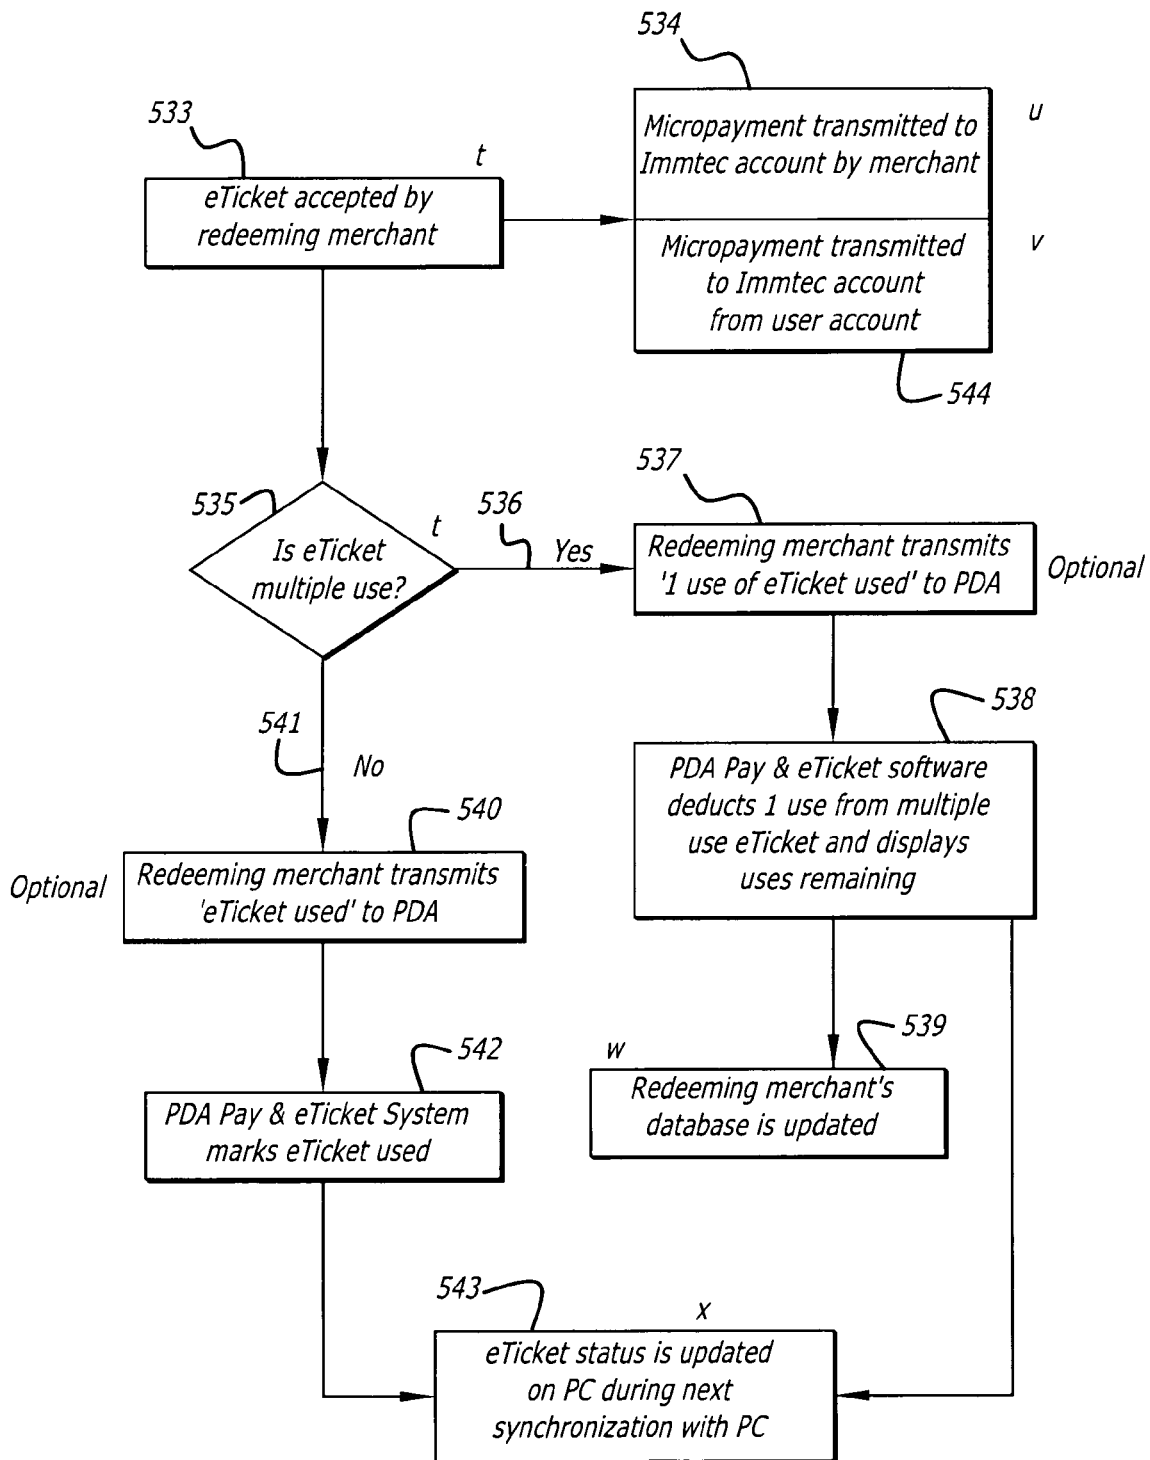 534
533
t
u
Micropayment transmitted to
Immtec account by merchant
eTicket accepted by
redeeming merchant
v
Micropayment transmitted
to Immtec account
from user account
544
537
535
t
536
Yes
Is eTicket
multiple use?
Redeeming merchant transmits
'1 use of eTicket used' to PDA
Optional
538
541
No
PDA Pay & eTicket software
deducts 1 use from multiple
use eTicket and displays
uses remaining
540
Optional
Redeeming merchant transmits
'eTicket used' to PDA
539
w
542
Redeeming merchant's
database is updated
PDA Pay & eTicket System
marks eTicket used
543
x
eTicket status is updated
on PC during next
synchronization with PC